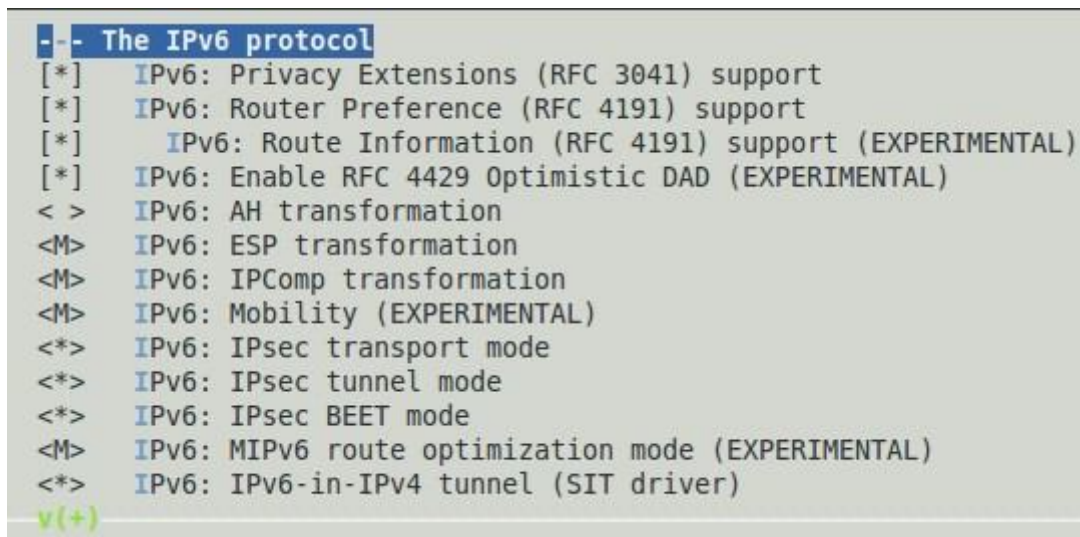 --- The IPv6 protocol
[*]   IPv6: Privacy Extensions (RFC 3041) support
[*]   IPv6: Router Preference (RFC 4191) support
[*]     IPv6: Route Information (RFC 4191) support (EXPERIMENTAL)
[*]   IPv6: Enable RFC 4429 Optimistic DAD (EXPERIMENTAL)
< >   IPv6: AH transformation
<M>   IPv6: ESP transformation
<M>   IPv6: IPComp transformation
<M>   IPv6: Mobility (EXPERIMENTAL)
<*>   IPv6: IPsec transport mode
<*>   IPv6: IPsec tunnel mode
<*>   IPv6: IPsec BEET mode
<M>   IPv6: MIPv6 route optimization mode (EXPERIMENTAL)
<*>   IPv6: IPv6-in-IPv4 tunnel (SIT driver)
v(+)